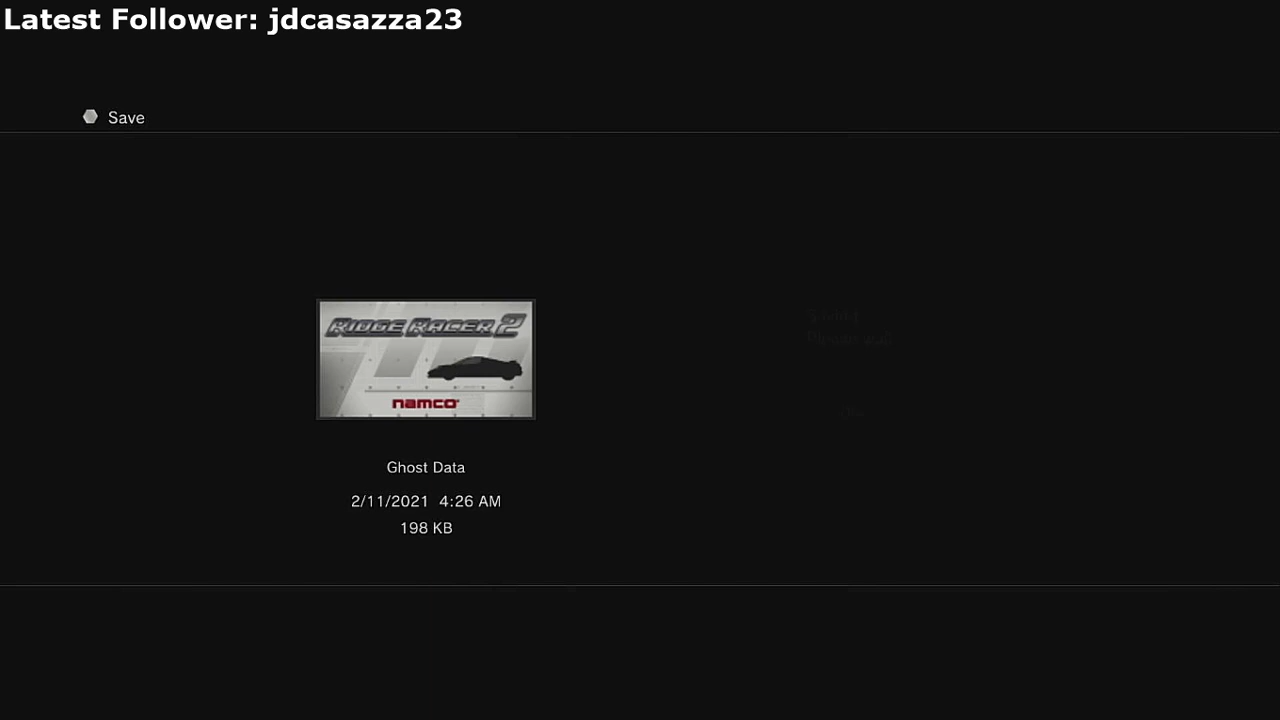 Latest Follower: jdcasazza23
Save
RIDGE RACER 2
namco
Ghost Data
2/11/2021 4:26 AM
198 KB